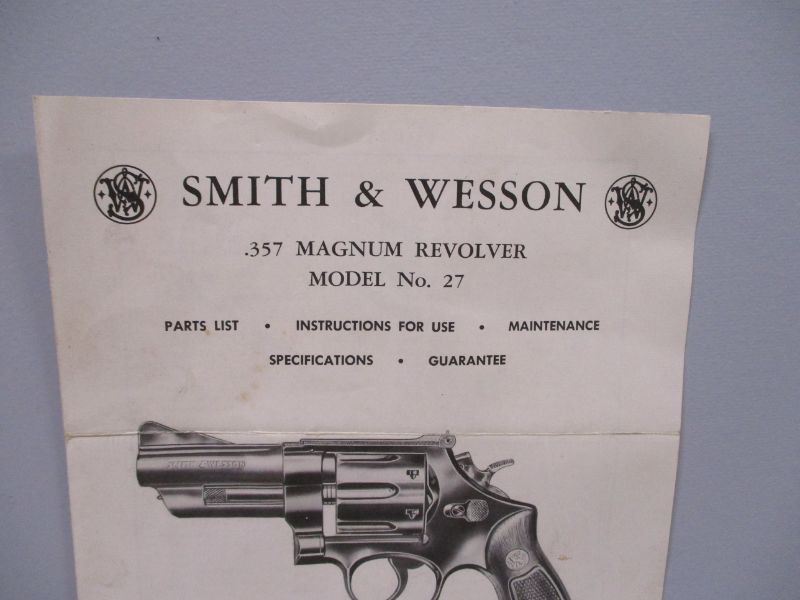 SMITH & WESSON
.357 MAGNUM REVOLVER
MODEL No. 27
PARTS LIST • INSTRUCTIONS FOR USE • MAINTENANCE
SPECIFICATIONS • GUARANTEE
SMITH & WESSON